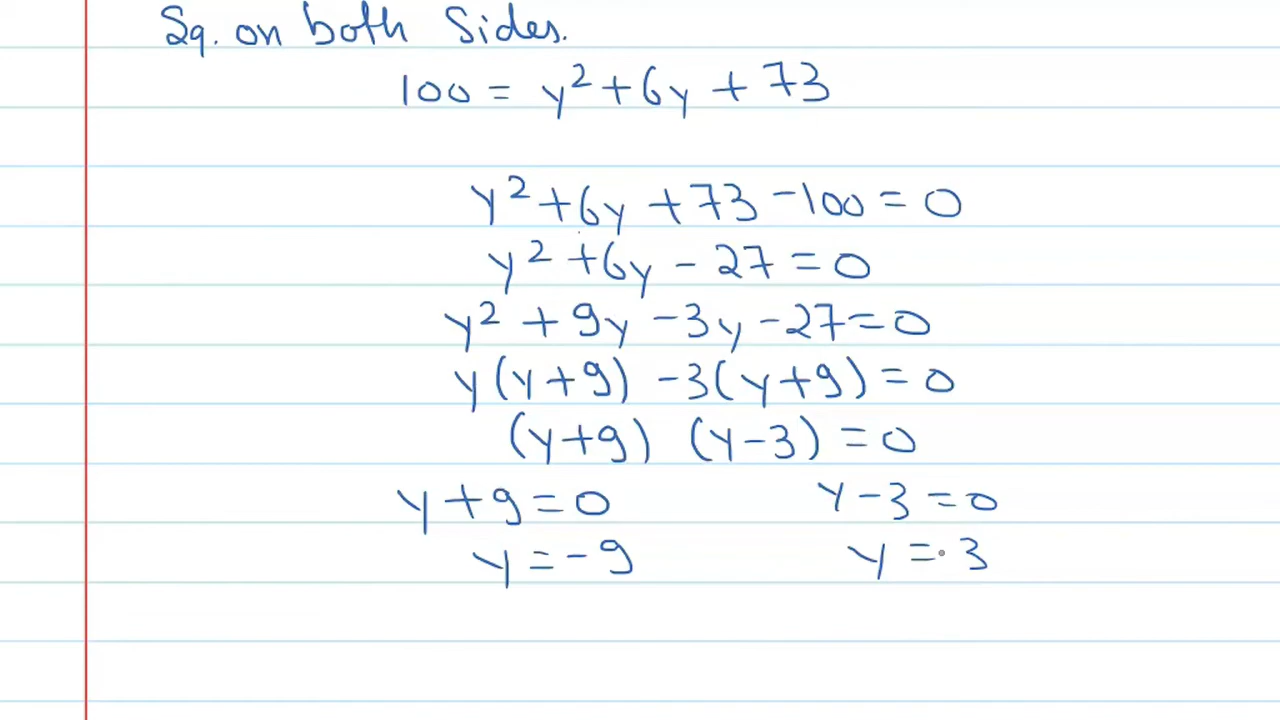 Sq. on both Sides.
100 = y² + 6y + 73
y² + 6y + 73 - 100 = 0
y² + 6y - 27 = 0
y² + 9y - 3y - 27 = 0
y (y + 9) - 3 (y + 9) = 0
(y + 9) (y - 3) = 0
y + 9 = 0 y - 3 = 0
y = - 9 y = 3